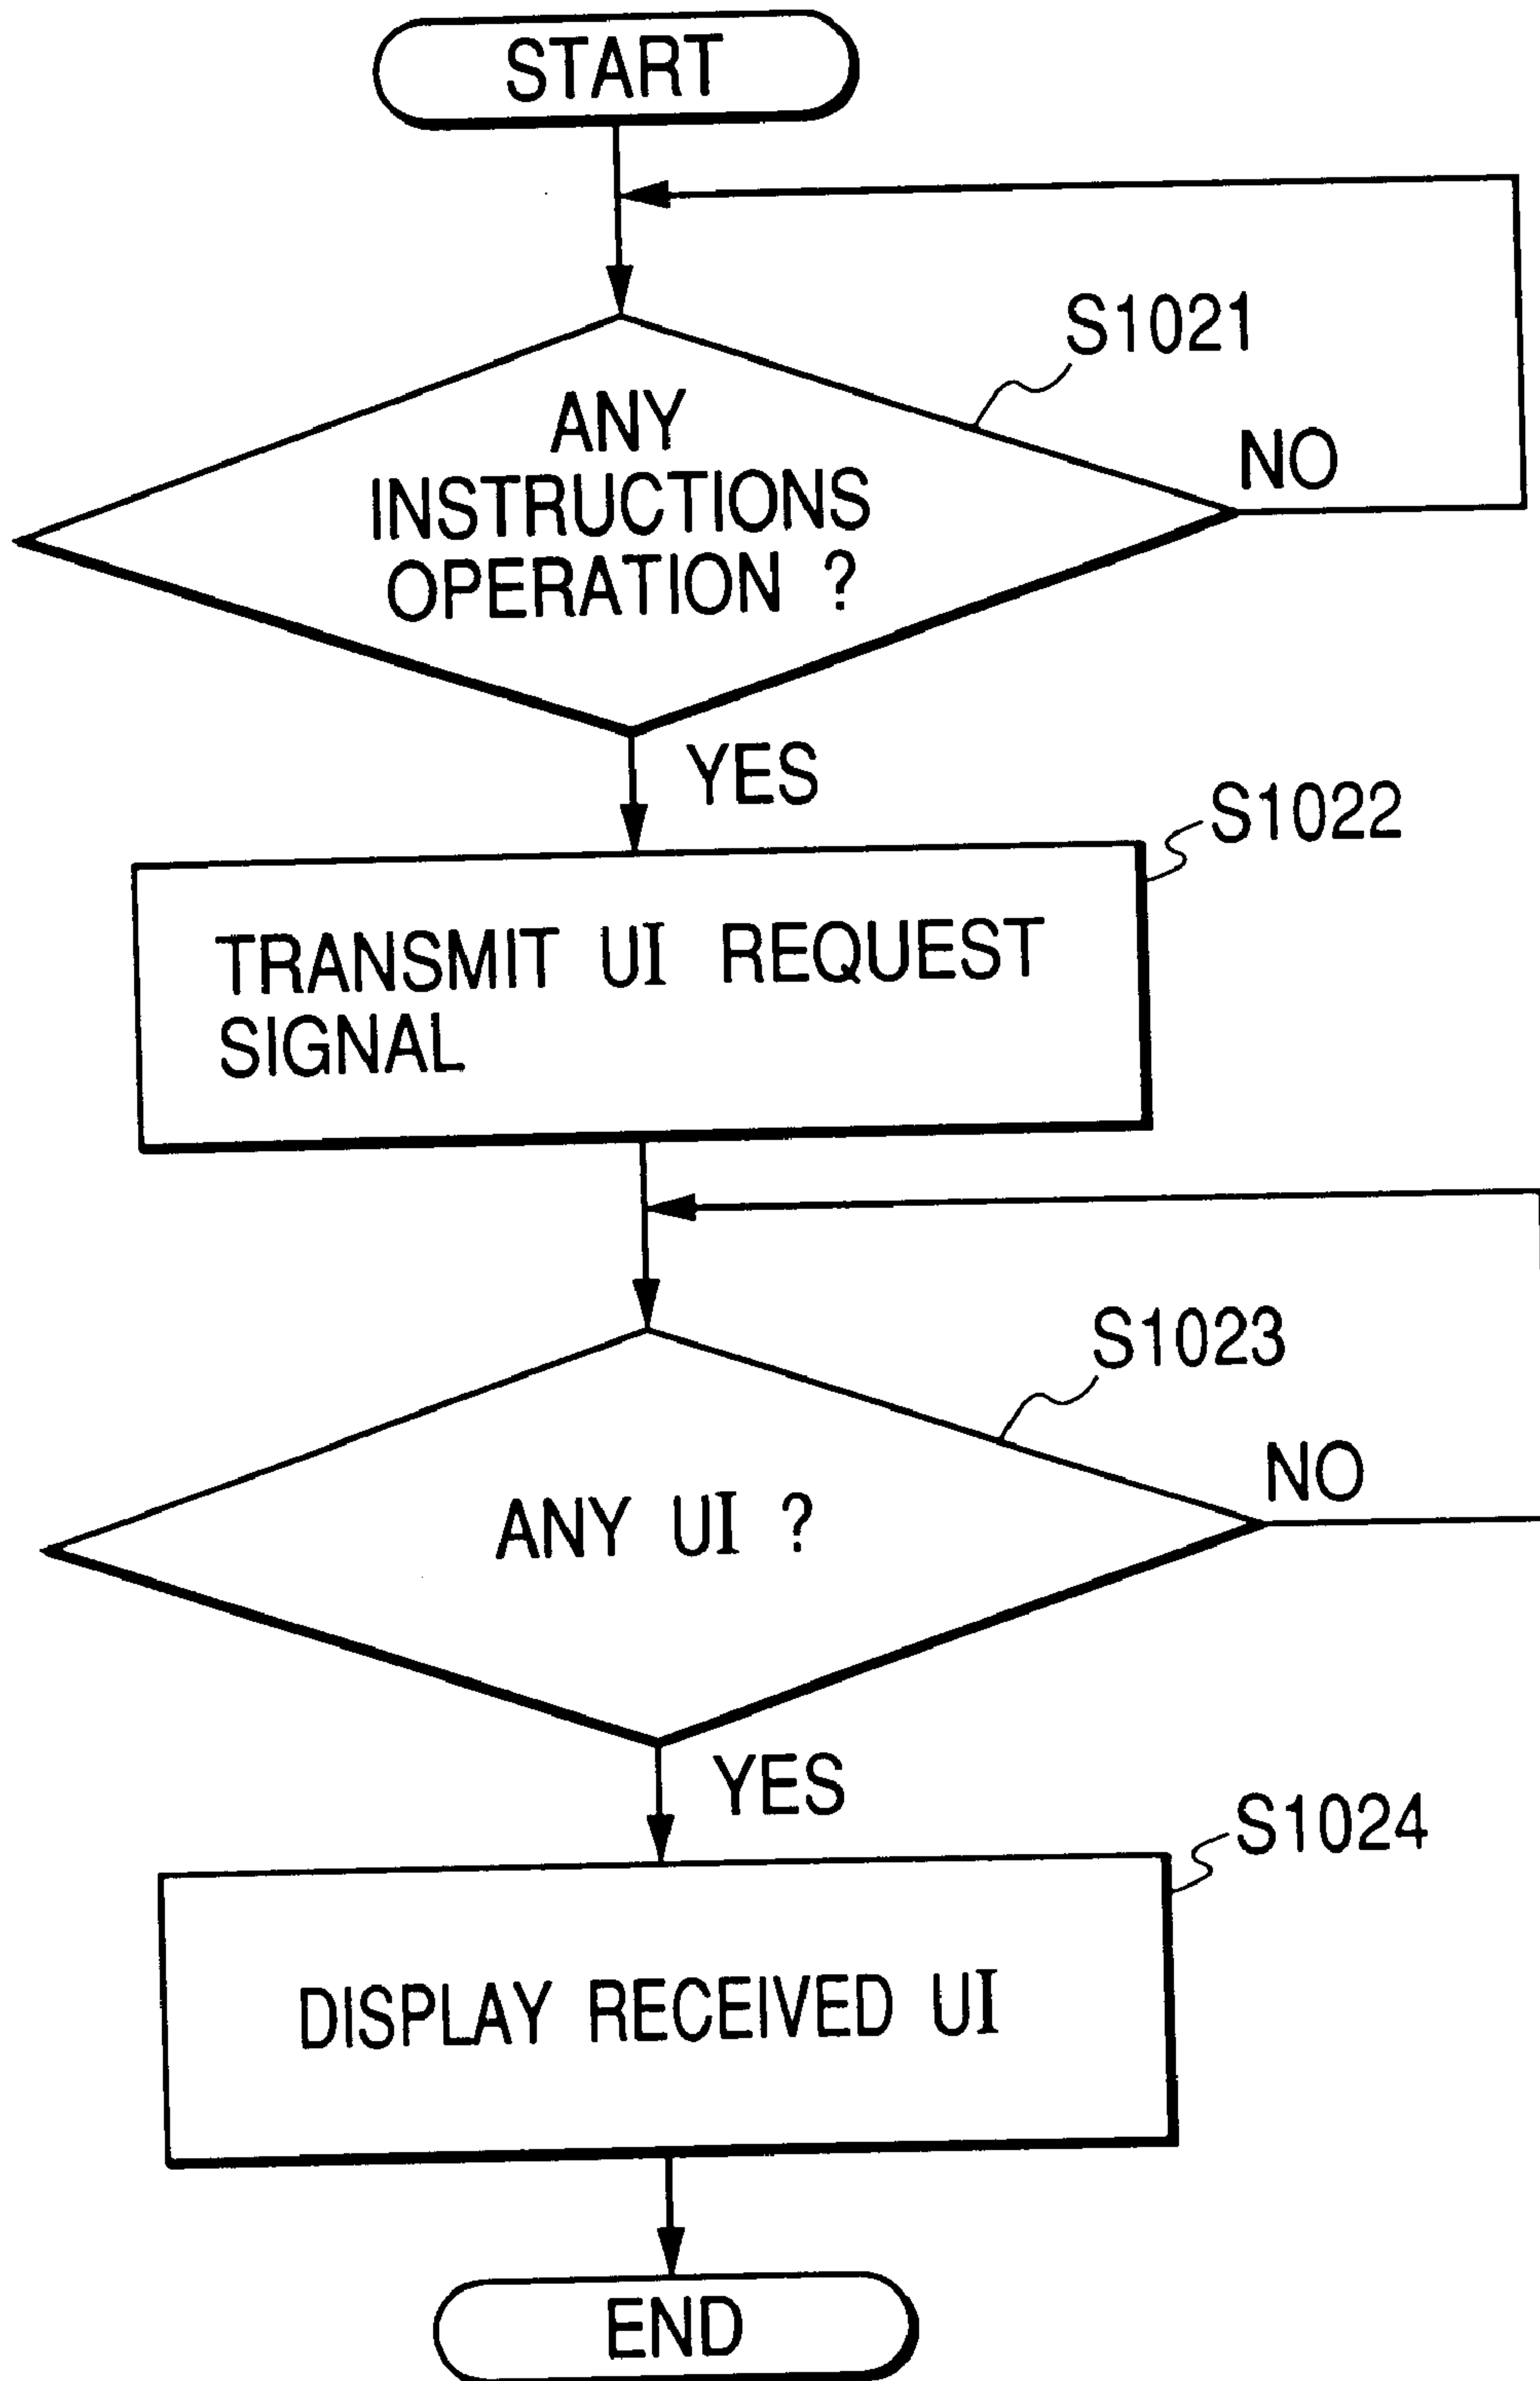 START
S1021
ANY
INSTRUCTIONS
OPERATION ?
NO
YES
S1022
TRANSMIT UI REQUEST
SIGNAL
S1023
NO
ANY UI ?
YES
S1024
DISPLAY RECEIVED UI
END